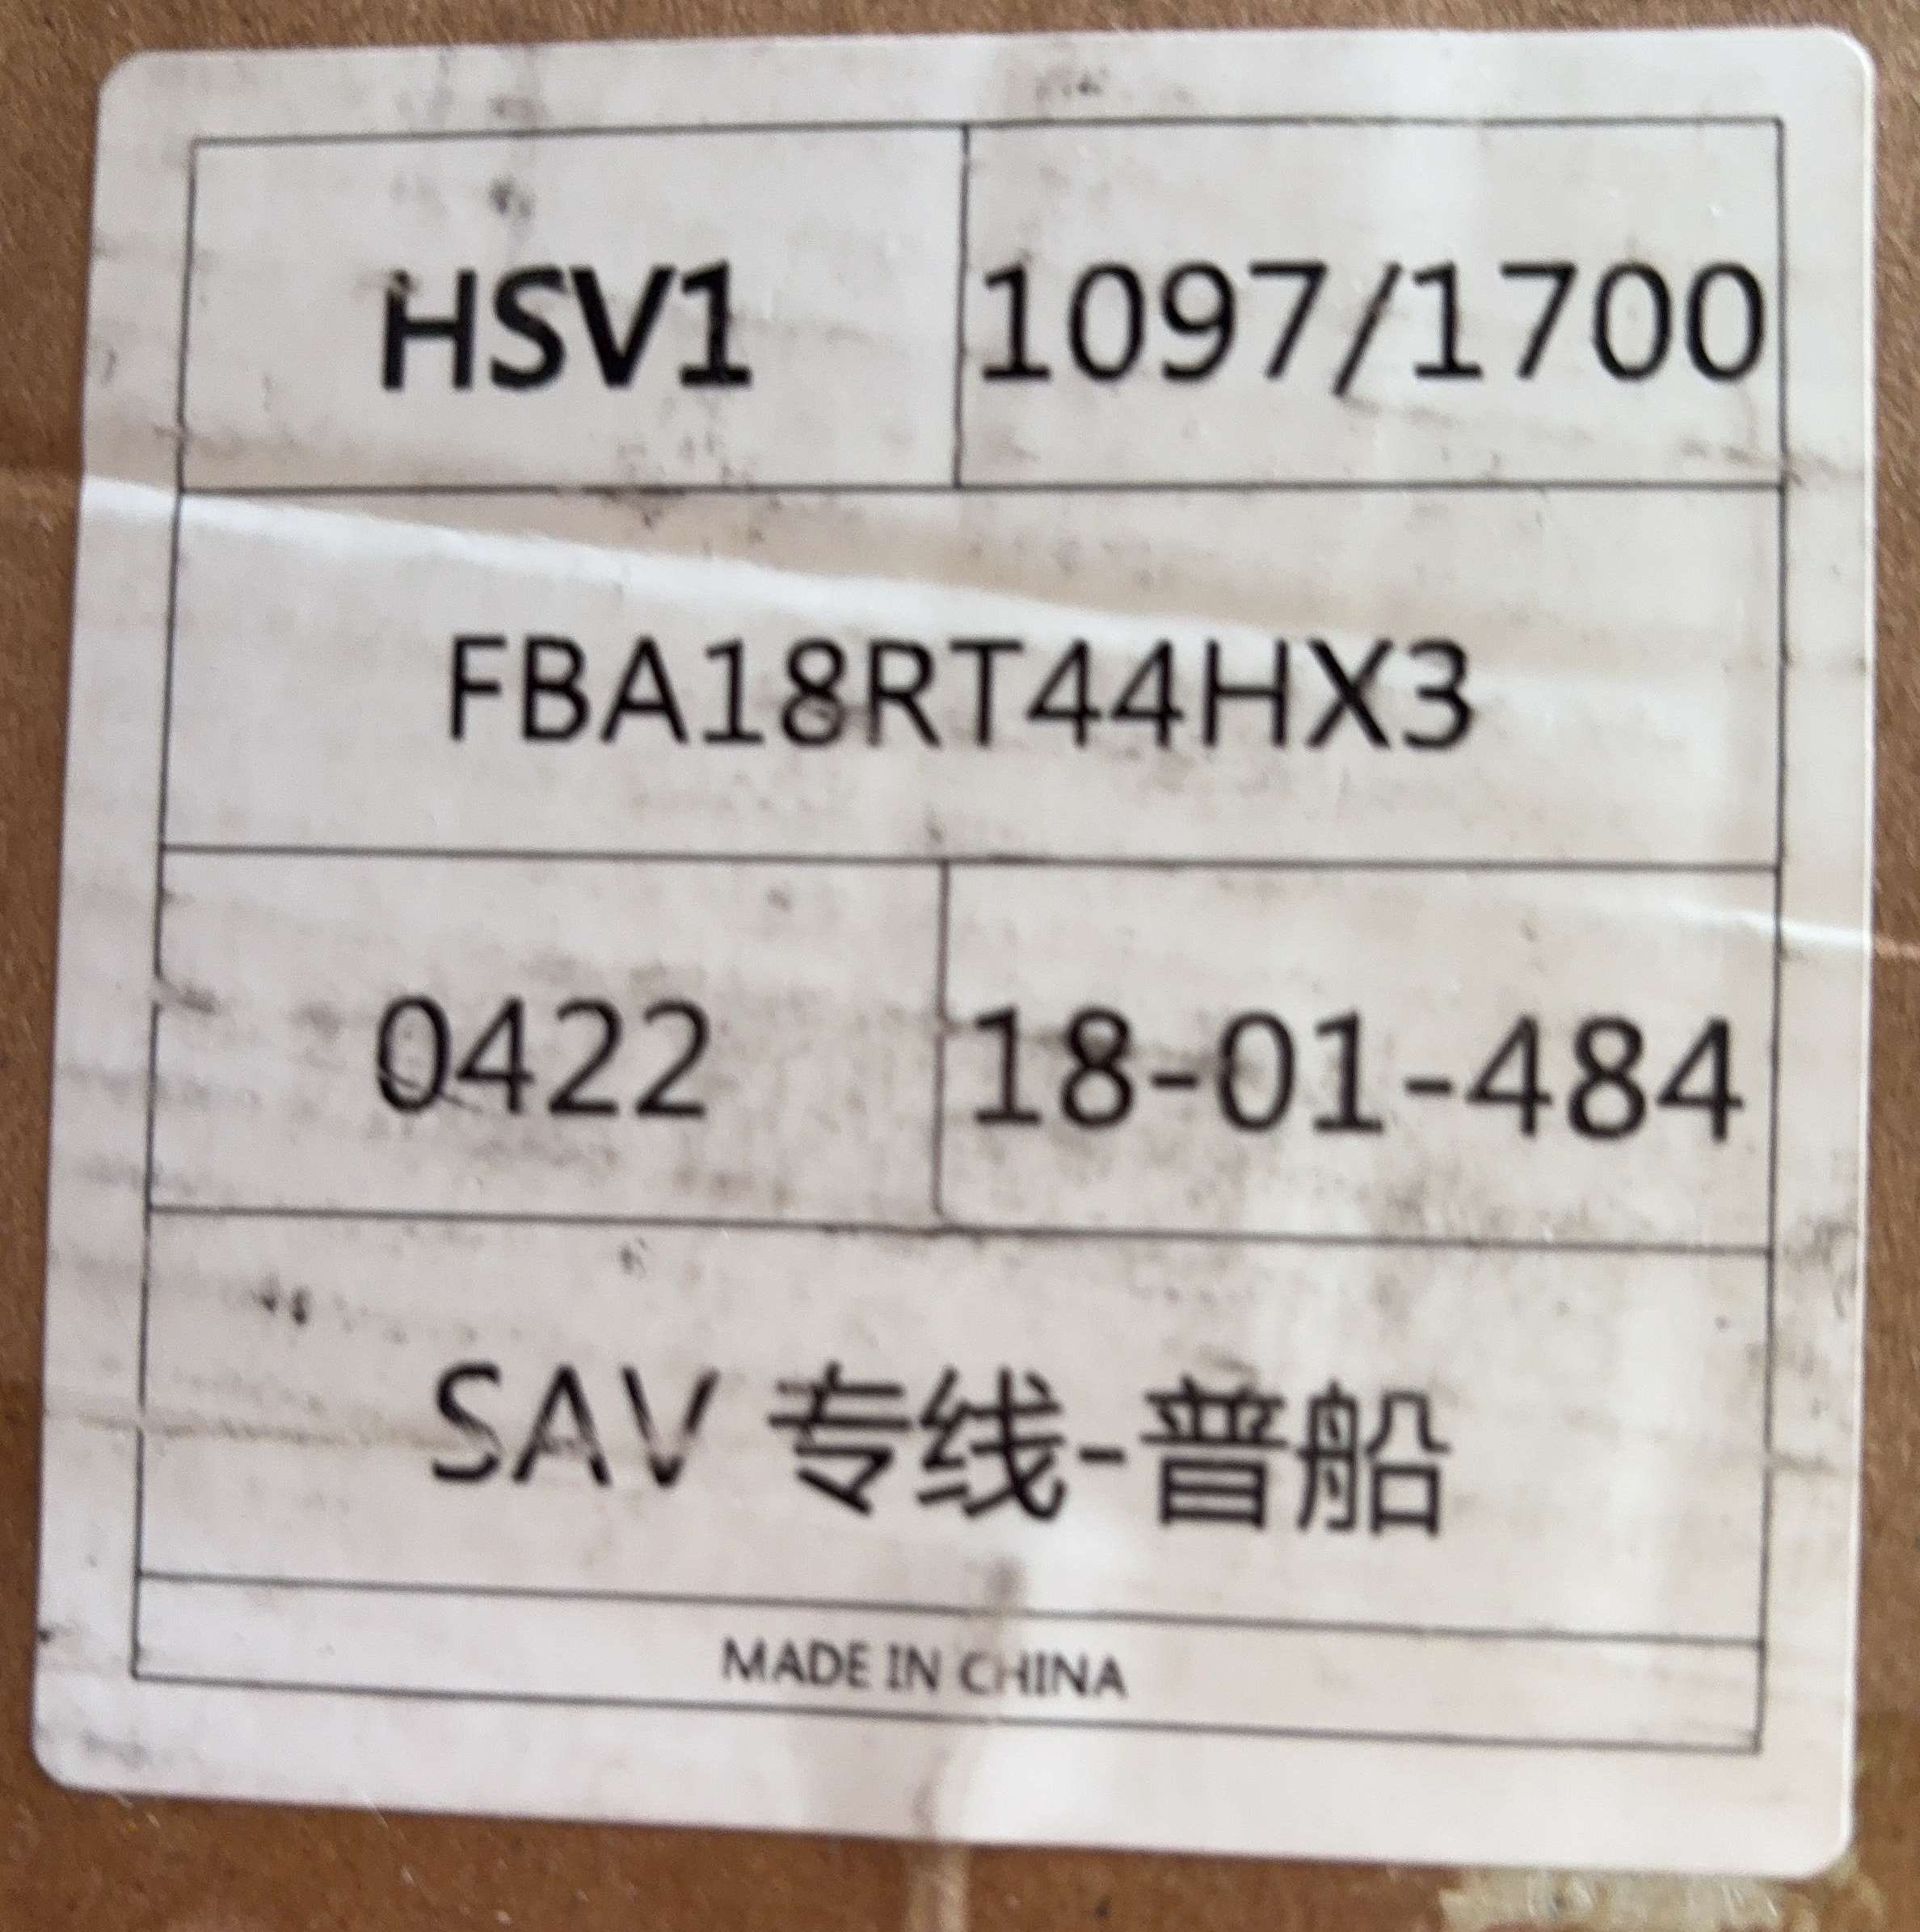 HSV1 1097/1700
FBA18RT44HX3
0422 18-01-484
SAV 专线-普船
MADE IN CHINA